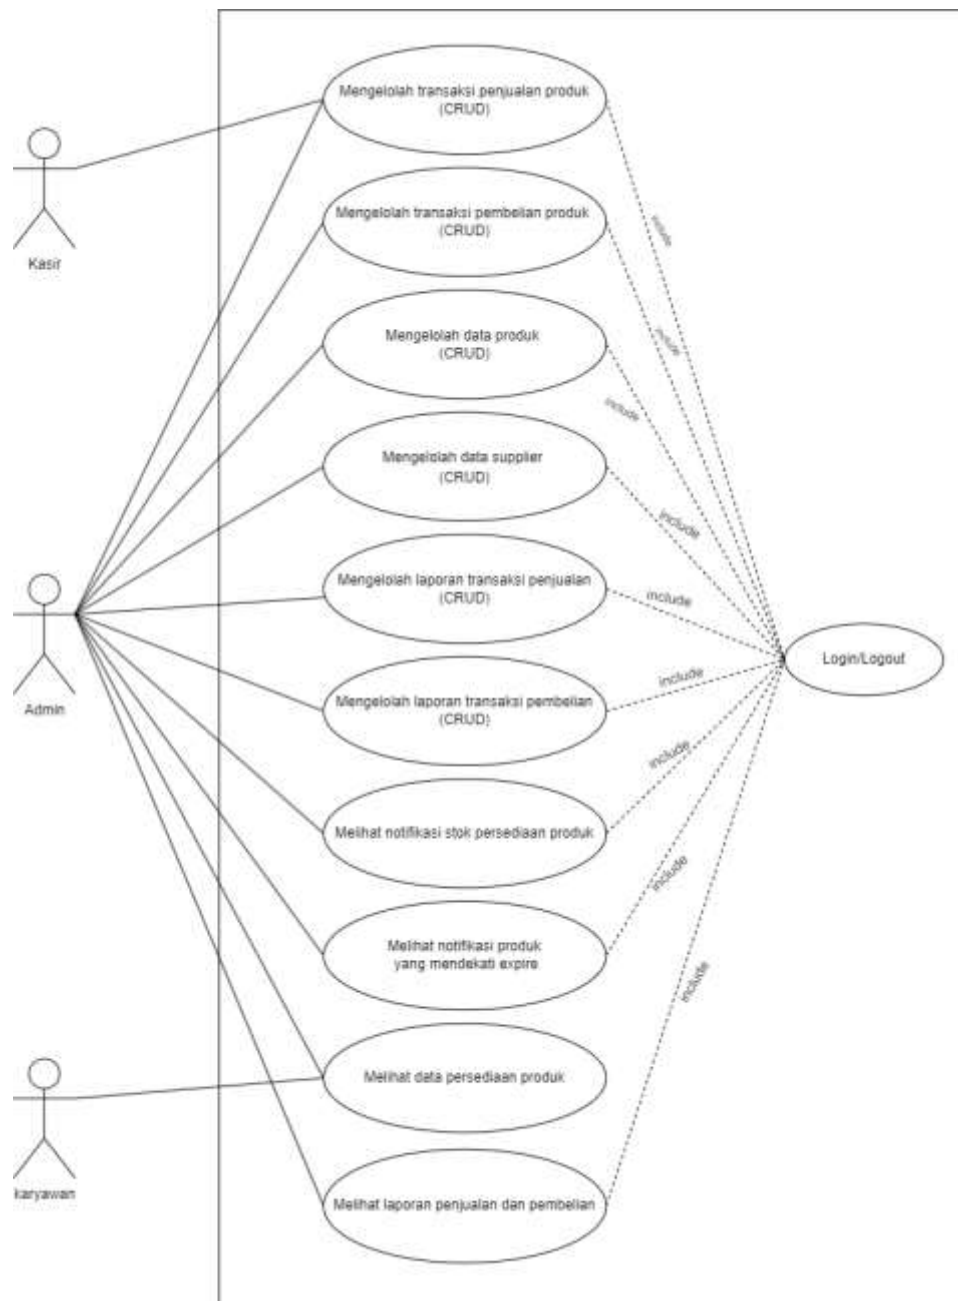 Mengelolah transaksi penjualan produk
(CRUD)
Kasir
include
Mengelolah transaksi pembelian produk
(CRUD)
include
Mengelolah data produk
(CRUD)
include
Mengelolah data supplier
(CRUD)
include
Mengelolah laporan transaksi penjualan
(CRUD)
include
Admin
Login/Logout
Mengelolah laporan transaksi pembelian
(CRUD)
include
include
Melihat notifikasi stok persediaan produk
include
Melihat notifikasi produk
yang mendekati expire
include
Melihat data persediaan produk
karyawan
Melihat laporan penjualan dan pembelian